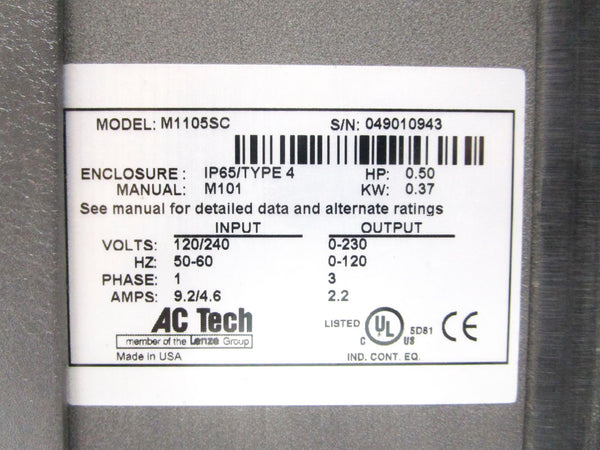 MODEL: M1105SC S/N: 049010943
ENCLOSURE: IP65/TYPE 4 HP: 0.50
MANUAL: M101 KW: 0.37
See manual for detailed data and alternate ratings
INPUT OUTPUT
VOLTS: 120/240 0-230
HZ: 50-60 0-120
PHASE: 1 3
AMPS: 9.2/4.6 2.2
AC Tech
member of the Lenze Group
Made in USA
LISTED C UL US 5D81 CE
IND. CONT. EQ.